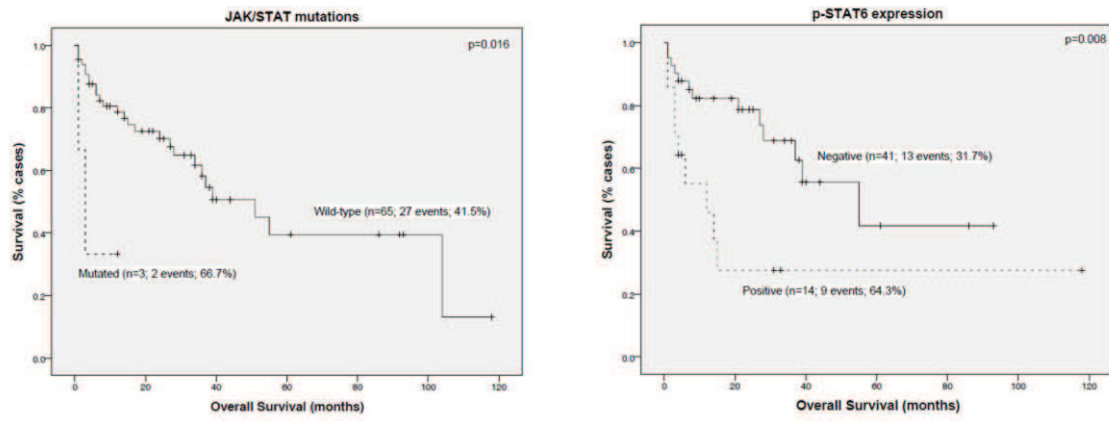 JAK/STAT mutations
p=0.016
1.0
0.8
0.6
0.4
0.2
0.0
Survival (% cases)
Wild-type (n=65; 27 events; 41.5%)
Mutated (n=3; 2 events; 66.7%)
0 20 40 60 80 100 120
Overall Survival (months)
p-STAT6 expression
p=0.008
1.0
0.8
0.6
0.4
0.2
0.0
Survival (% cases)
Negative (n=41; 13 events; 31.7%)
Positive (n=14; 9 events; 64.3%)
0 20 40 60 80 100 120
Overall Survival (months)